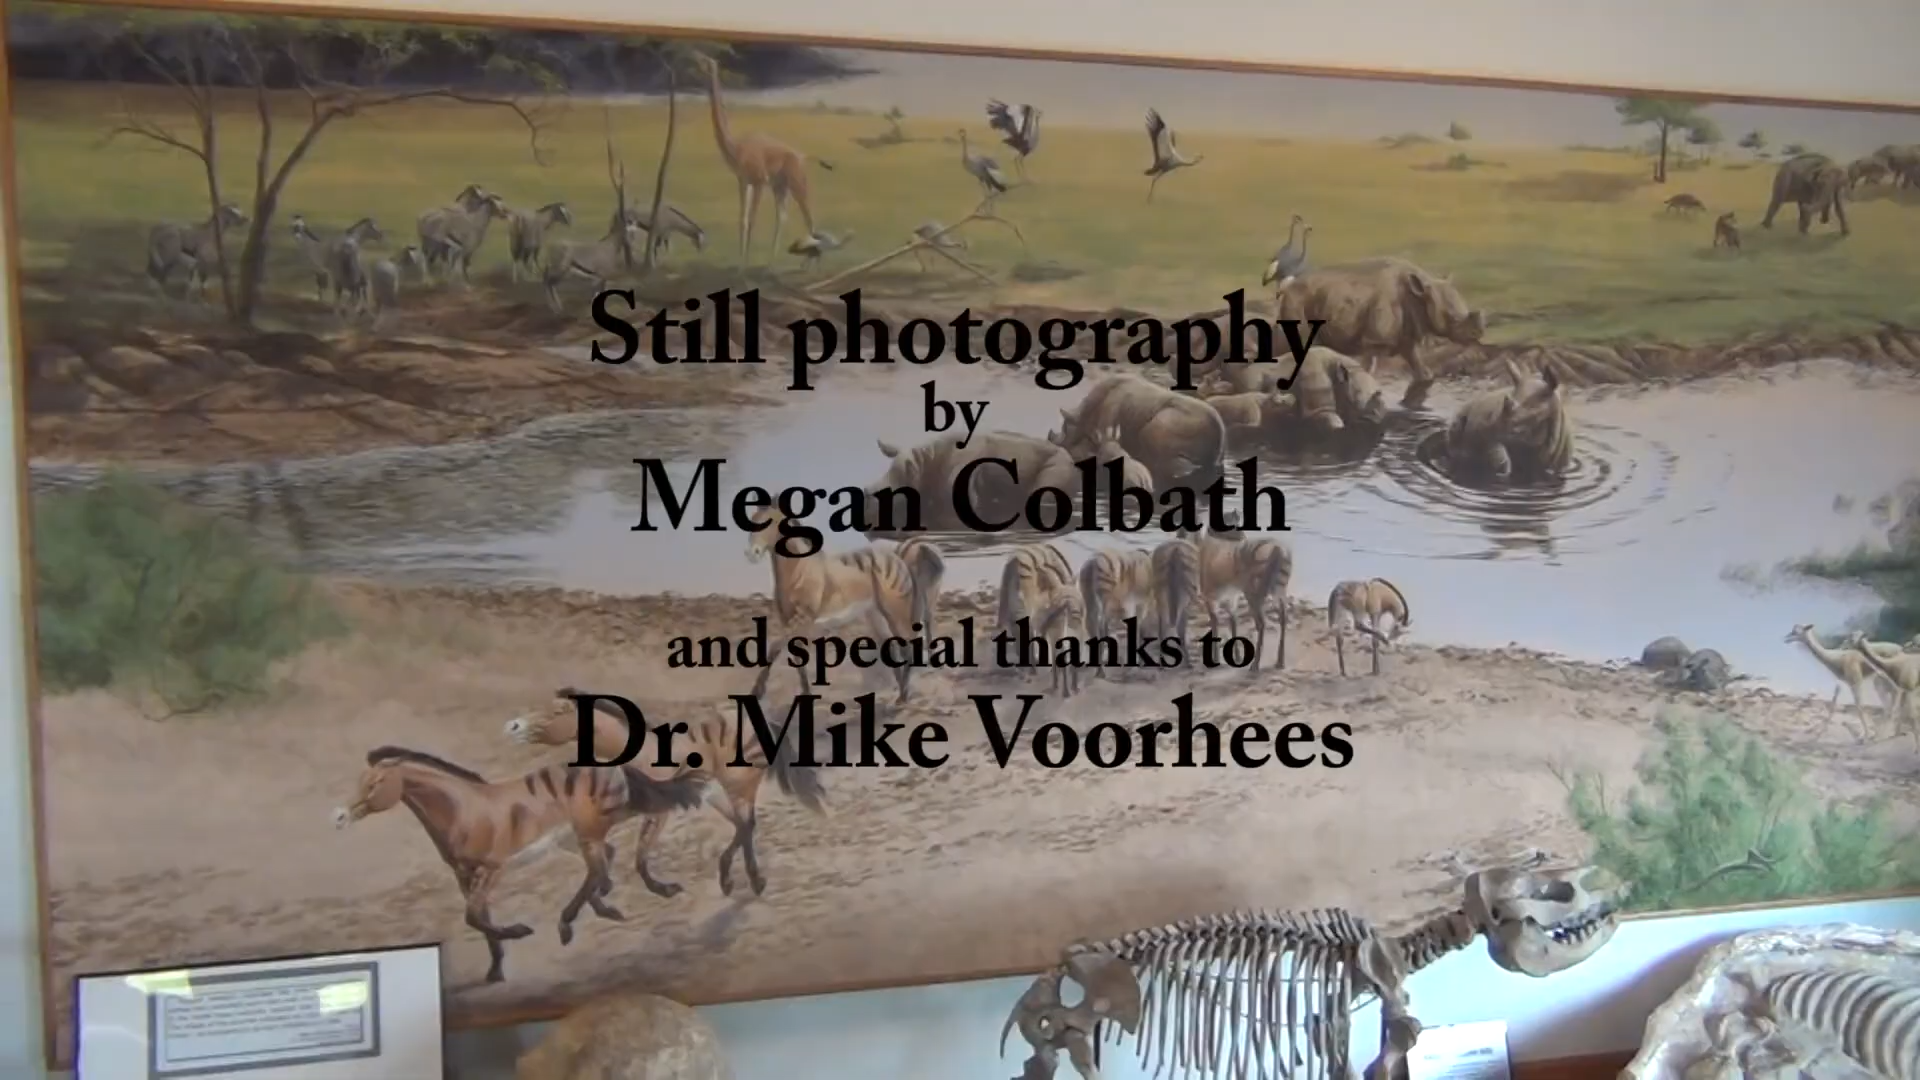 Still photography
by
Megan Colbath
and special thanks to
Dr. Mike Voorhees